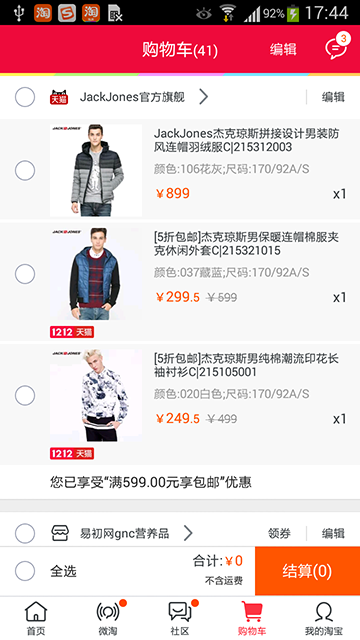 17:44
购物车(41)
编辑
3
天猫 JackJones官方旗舰
编辑
JACK JONES
JackJones杰克琼斯拼接设计男装防
风连帽羽绒服C|215312003
颜色:106花灰;尺码:170/92A/S
￥899 x1
JACK JONES
[5折包邮]杰克琼斯男保暖连帽棉服夹
克休闲外套C|215321015
颜色:037藏蓝;尺码:170/92A/S
￥299.5 ￥599 x1
1212 天猫
JACK JONES
[5折包邮]杰克琼斯男纯棉潮流印花长
袖衬衫C|215105001
颜色:020白色;尺码:170/92A/S
￥249.5 ￥499 x1
1212 天猫
您已享受“满599.00元享包邮”优惠
易初网gnc营养品 领券 编辑
全选
合计:￥0
不含运费
结算(0)
首页 微淘 社区 购物车 我的淘宝